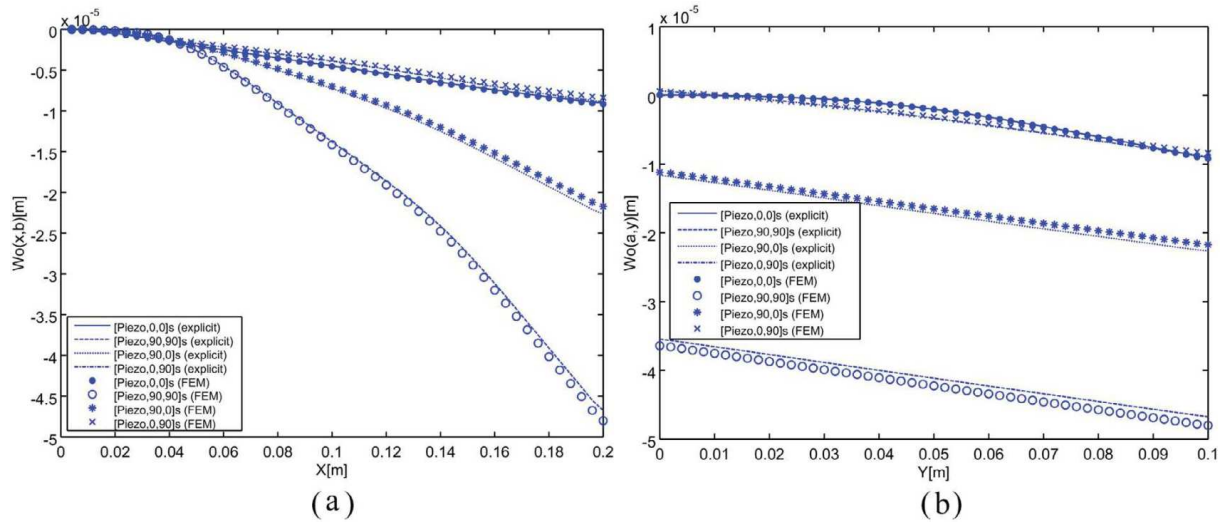 x 10⁻⁵
0
-0.5
-1
-1.5
-2
-2.5
-3
-3.5
-4
-4.5
-5
Wo(x,b)[m]
[Piezo,0,0]s (explicit)
[Piezo,90,90]s (explicit)
[Piezo,90,0]s (explicit)
[Piezo,0,90]s (explicit)
[Piezo,0,0]s (FEM)
[Piezo,90,90]s (FEM)
[Piezo,90,0]s (FEM)
[Piezo,0,90]s (FEM)
0 0.02 0.04 0.06 0.08 0.1 0.12 0.14 0.16 0.18 0.2
X[m]
(a)
x 10⁻⁵
1
0
-1
-2
-3
-4
-5
Wo(a,y)[m]
[Piezo,0,0]s (explicit)
[Piezo,90,90]s (explicit)
[Piezo,90,0]s (explicit)
[Piezo,0,90]s (explicit)
[Piezo,0,0]s (FEM)
[Piezo,90,90]s (FEM)
[Piezo,90,0]s (FEM)
[Piezo,0,90]s (FEM)
0 0.01 0.02 0.03 0.04 0.05 0.06 0.07 0.08 0.09 0.1
Y[m]
(b)